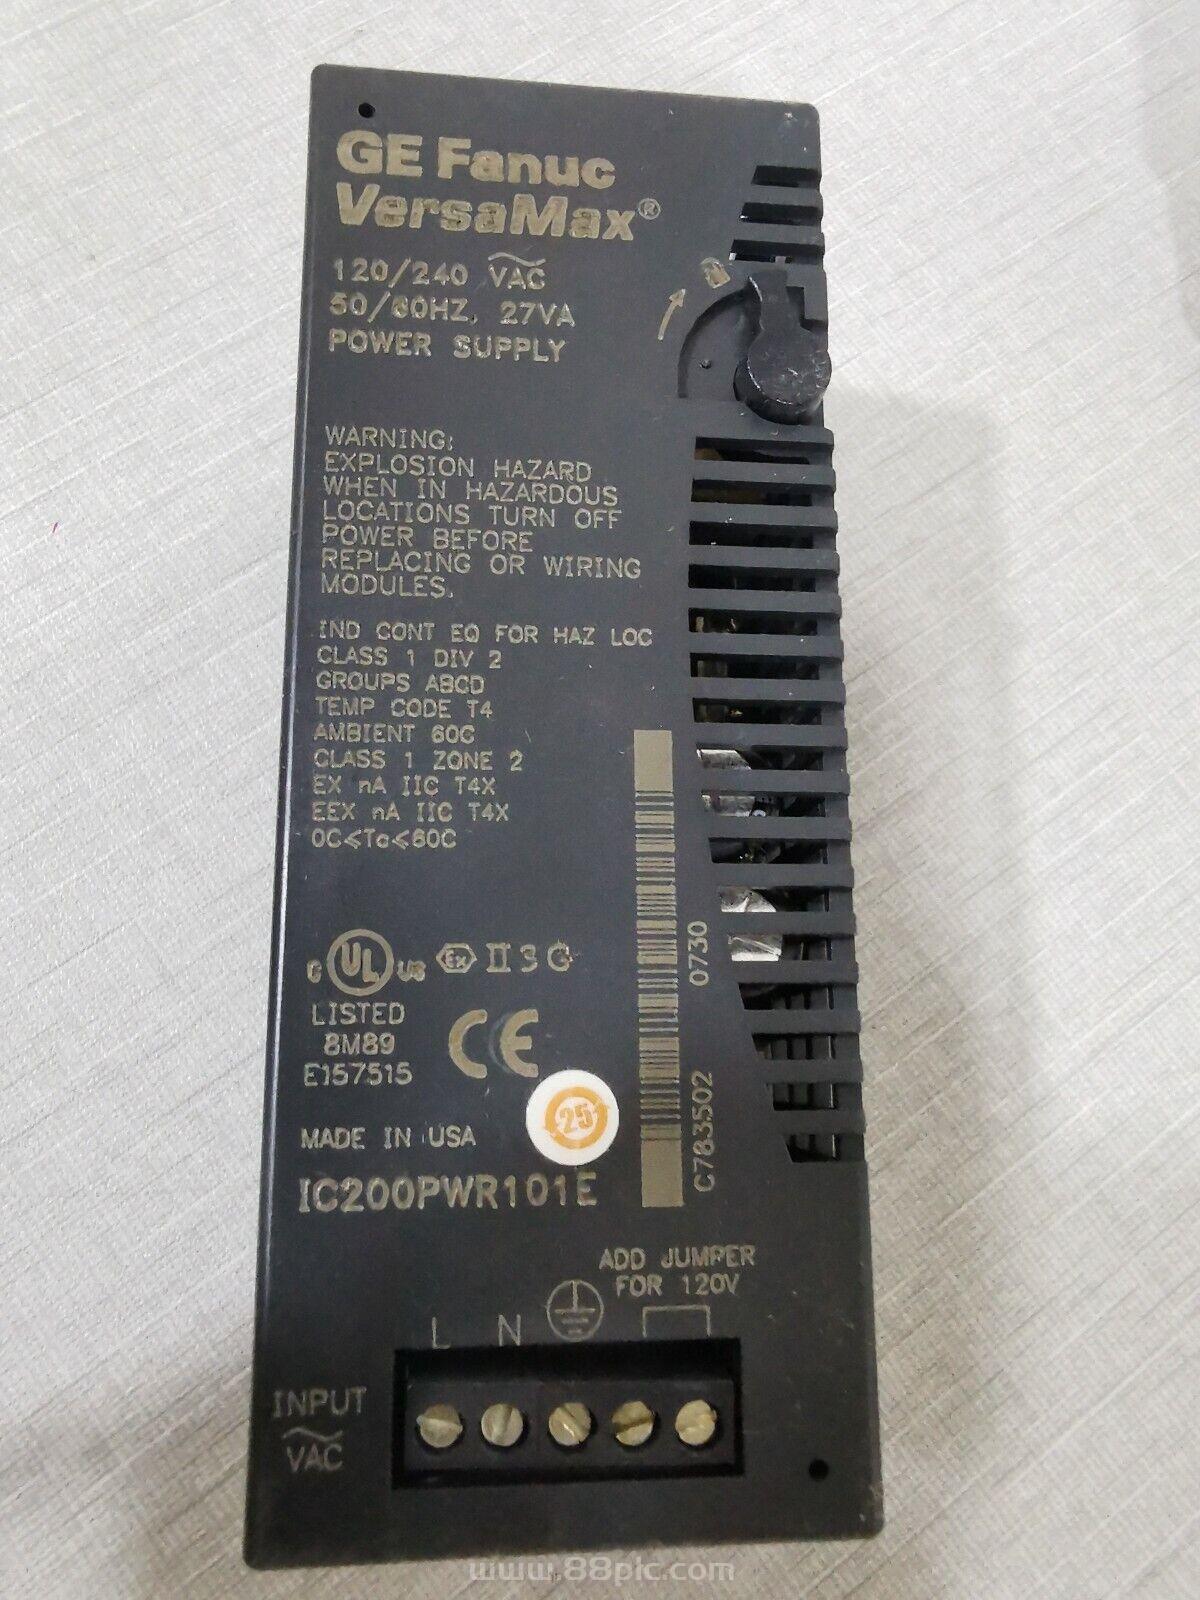 GE Fanuc
VersaMax®
120/240 VAC
50/60HZ, 27VA
POWER SUPPLY
WARNING:
EXPLOSION HAZARD
WHEN IN HAZARDOUS
LOCATIONS TURN OFF
POWER BEFORE
REPLACING OR WIRING
MODULES.
IND CONT EQ FOR HAZ LOC
CLASS 1 DIV 2
GROUPS ABCD
TEMP CODE T4
AMBIENT 60C
CLASS 1 ZONE 2
EX nA IIC T4X
EEX nA IIC T4X
0C≤Ta≤60C
C UL US Ex II 3 G
LISTED
8M89
E157515
CE
25
MADE IN USA
IC200PWR101E
C783502 0730
ADD JUMPER
FOR 120V
L N
INPUT
VAC
www.88plc.com